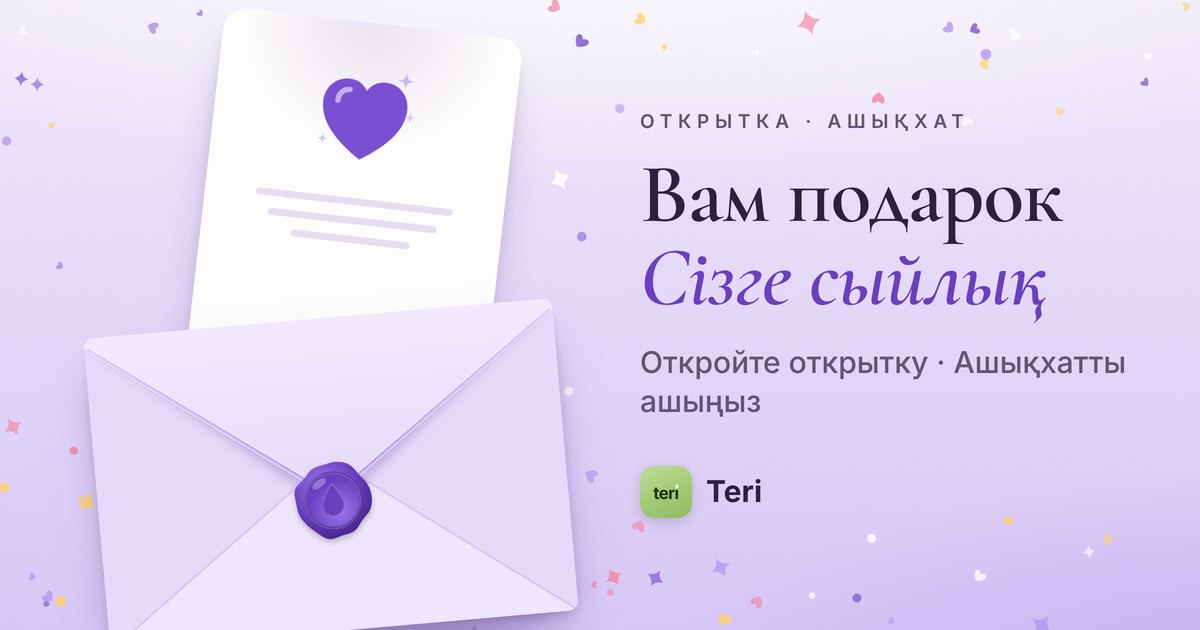 ОТКРЫТКА · АШЫҚХАТ
Вам подарок
Сізге сыйлық
Откройте открытку · Ашықхатты
ашыңыз
teri
Teri